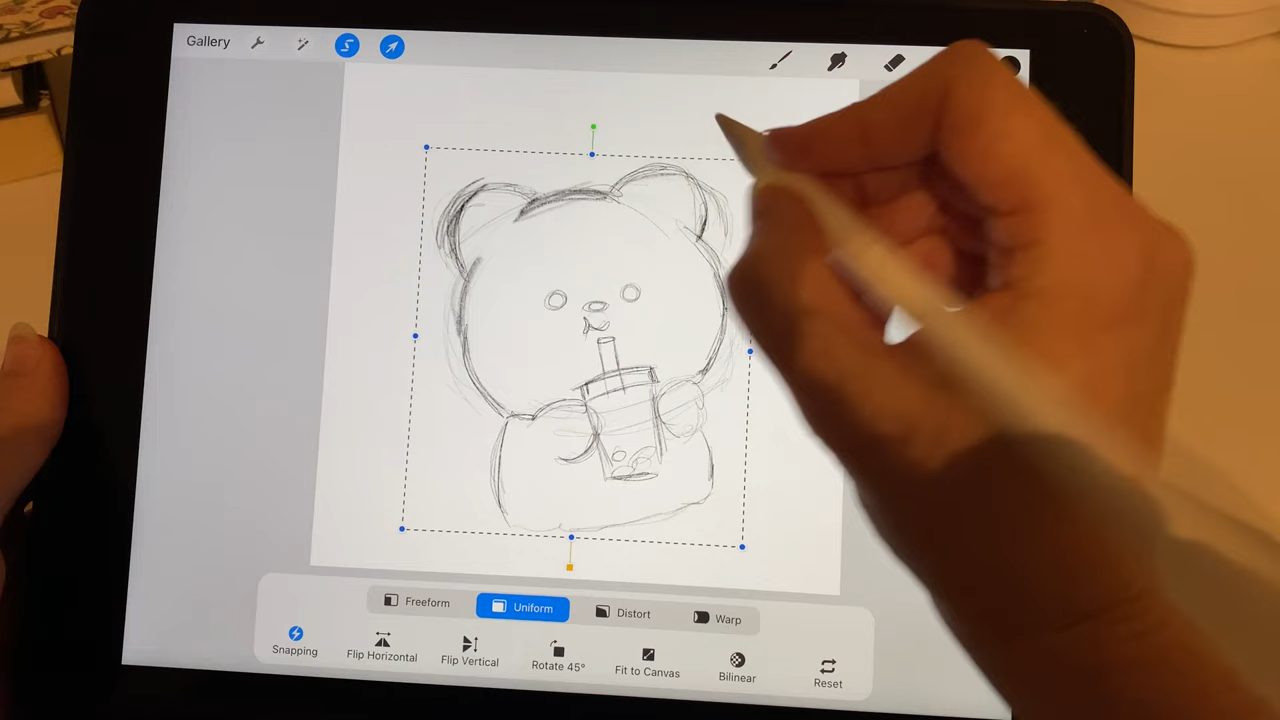 Gallery
Freeform Uniform Distort Warp
Snapping Flip Horizontal Flip Vertical Rotate 45° Fit to Canvas Bilinear Reset